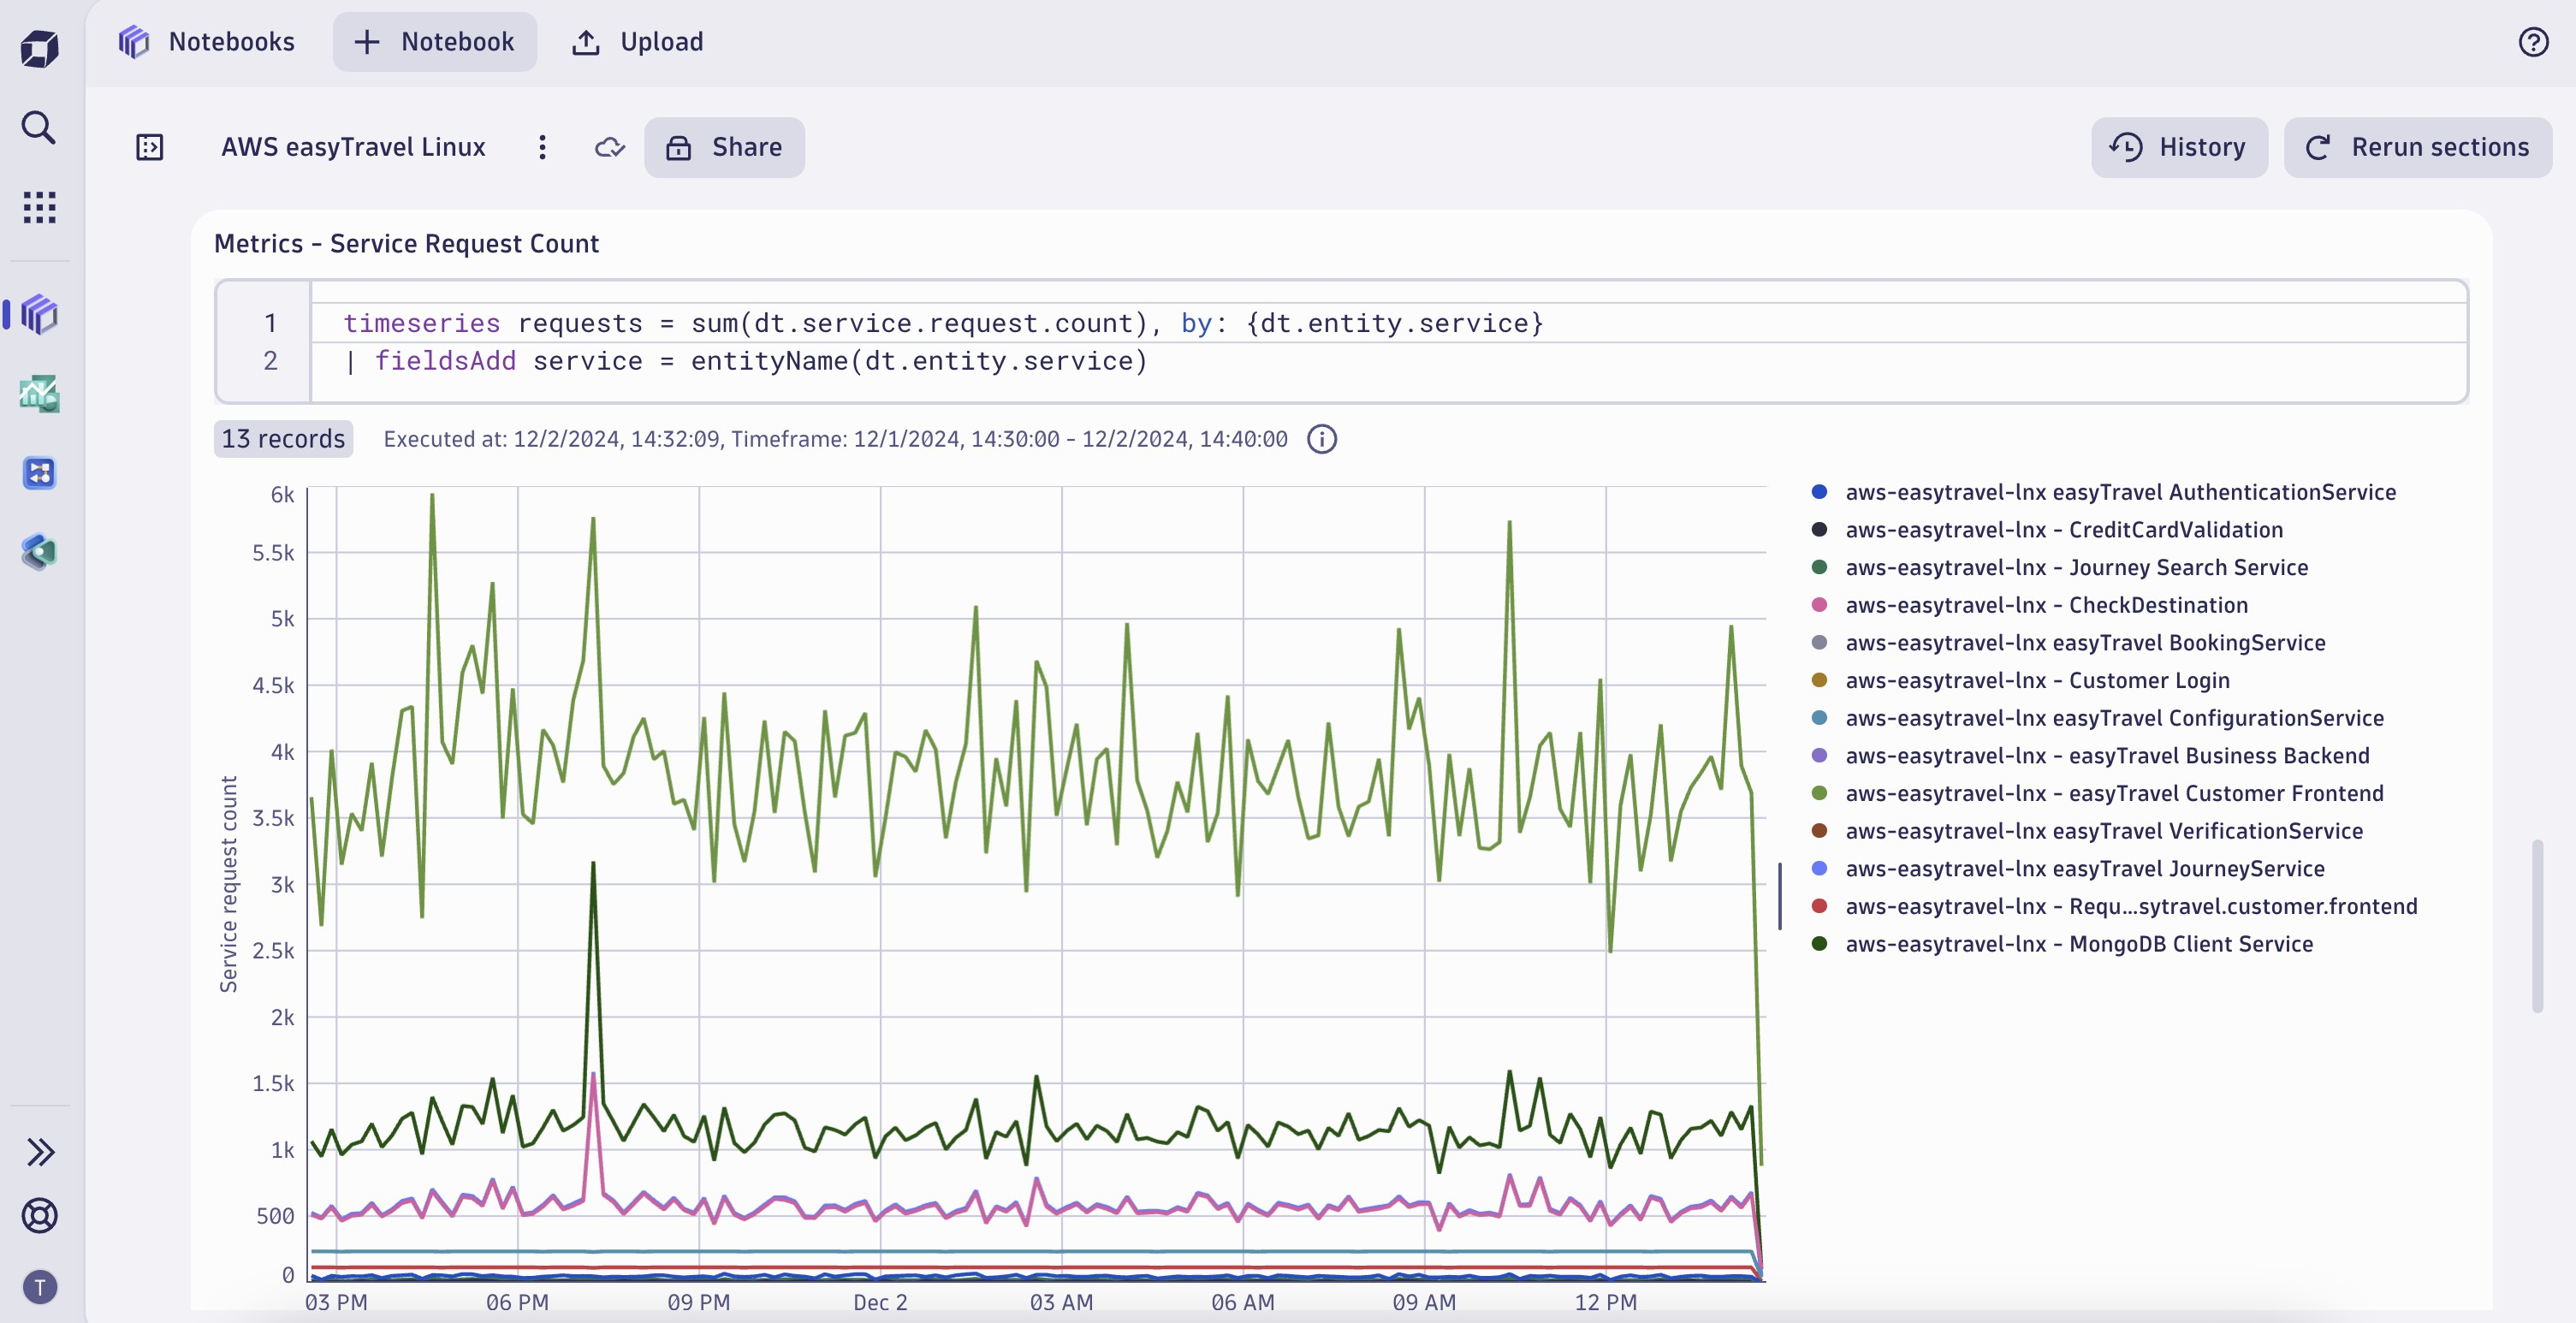 Notebooks
Notebook
Upload
AWS easyTravel Linux
Share
History
Rerun sections
Metrics - Service Request Count
1 timeseries requests = sum(dt.service.request.count), by: {dt.entity.service}
2 | fieldsAdd service = entityName(dt.entity.service)
13 records Executed at: 12/2/2024, 14:32:09, Timeframe: 12/1/2024, 14:30:00 - 12/2/2024, 14:40:00
Service request count
6k
5.5k
5k
4.5k
4k
3.5k
3k
2.5k
2k
1.5k
1k
500
0
03 PM 06 PM 09 PM Dec 2 03 AM 06 AM 09 AM 12 PM
aws-easytravel-lnx easyTravel AuthenticationService
aws-easytravel-lnx - CreditCardValidation
aws-easytravel-lnx - Journey Search Service
aws-easytravel-lnx - CheckDestination
aws-easytravel-lnx easyTravel BookingService
aws-easytravel-lnx - Customer Login
aws-easytravel-lnx easyTravel ConfigurationService
aws-easytravel-lnx - easyTravel Business Backend
aws-easytravel-lnx - easyTravel Customer Frontend
aws-easytravel-lnx easyTravel VerificationService
aws-easytravel-lnx easyTravel JourneyService
aws-easytravel-lnx - Requ...sytravel.customer.frontend
aws-easytravel-lnx - MongoDB Client Service
T